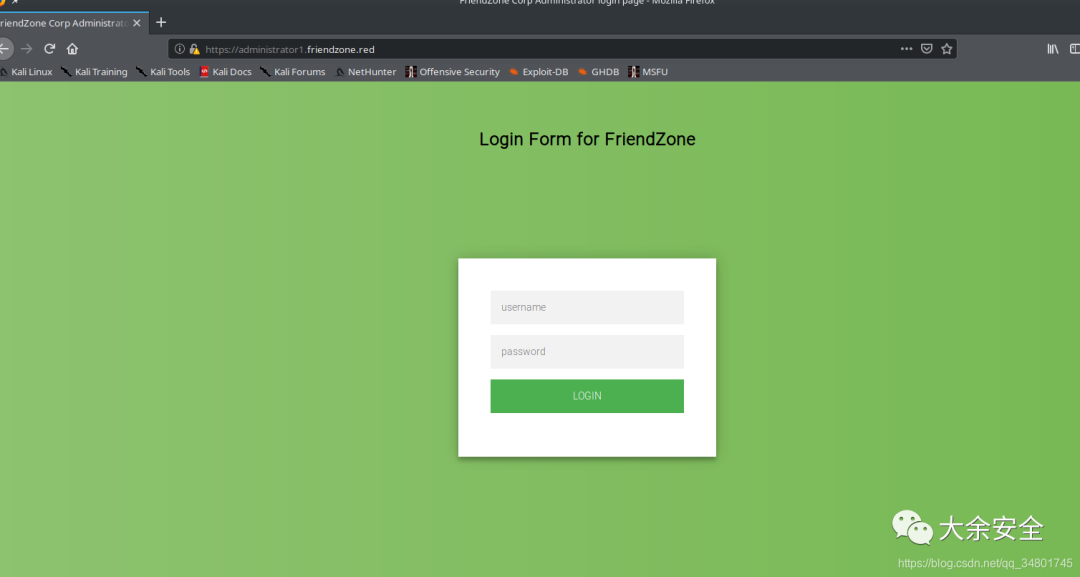 FriendZone Corp Administrator login page - Mozilla Firefox
riendZone Corp Administrat
https://administrator1.friendzone.red
Kali Linux Kali Training Kali Tools Kali Docs Kali Forums NetHunter Offensive Security Exploit-DB GHDB MSFU
Login Form for FriendZone
username
password
LOGIN
大余安全
https://blog.csdn.net/qq_34801745